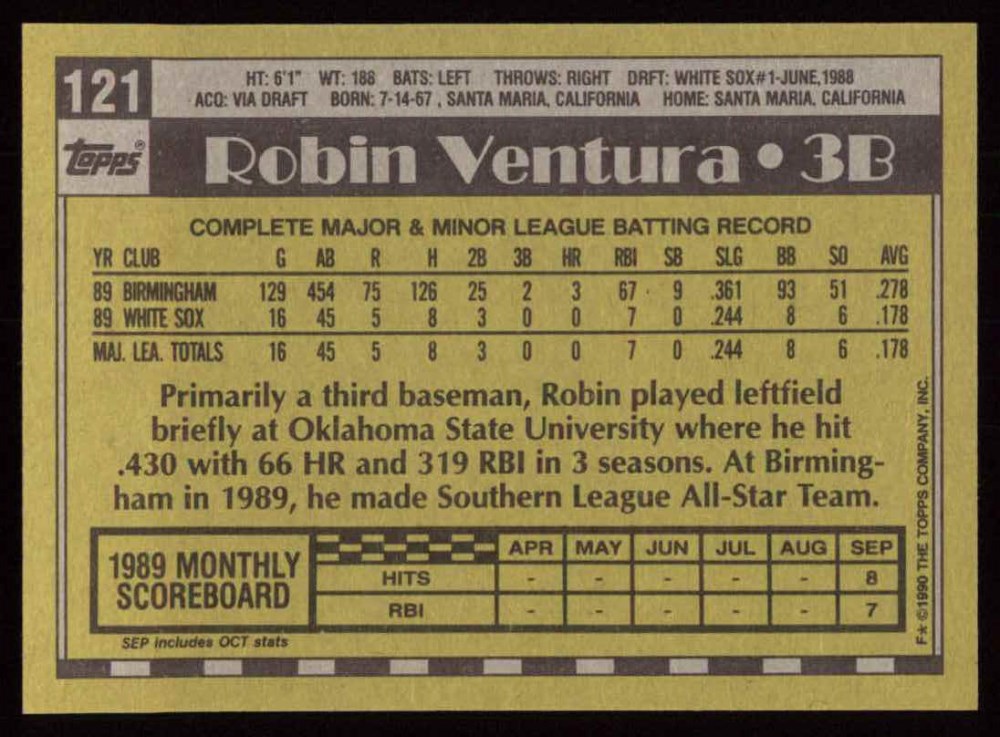 121
HT: 6'1" WT: 188 BATS: LEFT THROWS: RIGHT DRFT: WHITE SOX#1-JUNE,1988
ACQ: VIA DRAFT BORN: 7-14-67 , SANTA MARIA, CALIFORNIA HOME: SANTA MARIA, CALIFORNIA
Topps®
Robin Ventura • 3B
COMPLETE MAJOR & MINOR LEAGUE BATTING RECORD
YR CLUB G AB R H 2B 3B HR RBI SB SLG BB SO AVG
89 BIRMINGHAM 129 454 75 126 25 2 3 67 9 .361 93 51 .278
89 WHITE SOX 16 45 5 8 3 0 0 7 0 .244 8 6 .178
MAJ. LEA. TOTALS 16 45 5 8 3 0 0 7 0 .244 8 6 .178
Primarily a third baseman, Robin played leftfield
briefly at Oklahoma State University where he hit
.430 with 66 HR and 319 RBI in 3 seasons. At Birming-
ham in 1989, he made Southern League All-Star Team.
1989 MONTHLY
SCOREBOARD
APR MAY JUN JUL AUG SEP
HITS - - - - - 8
RBI - - - - - 7
SEP includes OCT stats
F* ©1990 THE TOPPS COMPANY, INC.